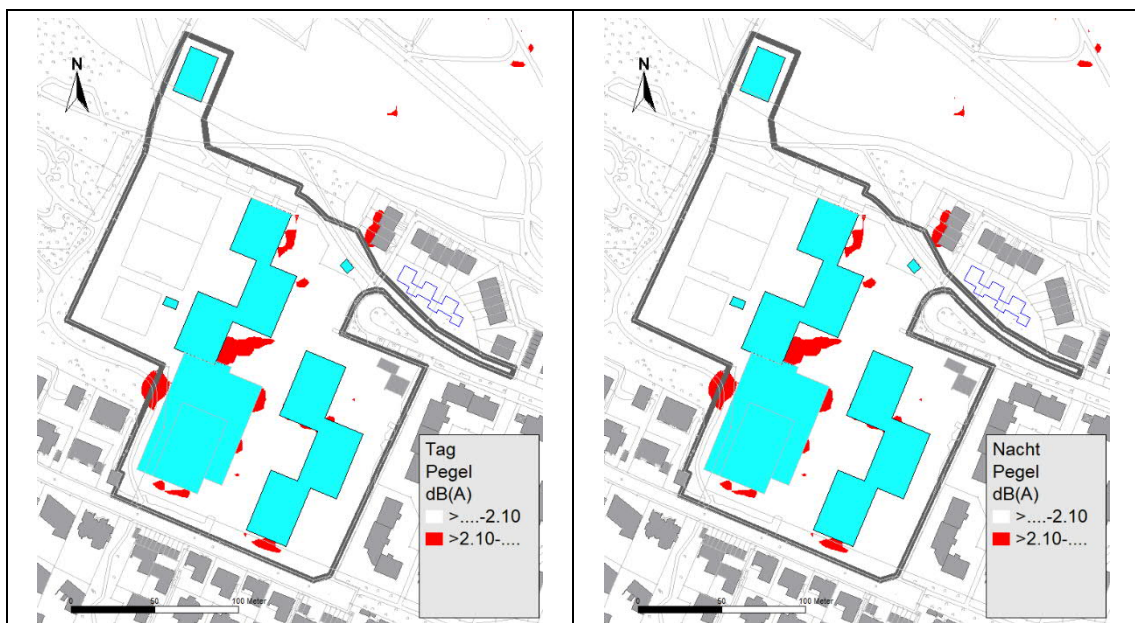 N
Tag
Pegel
dB(A)
>....-2.10
>2.10-....
0 50 100 Meter
N
Nacht
Pegel
dB(A)
>....-2.10
>2.10-....
0 50 100 Meter